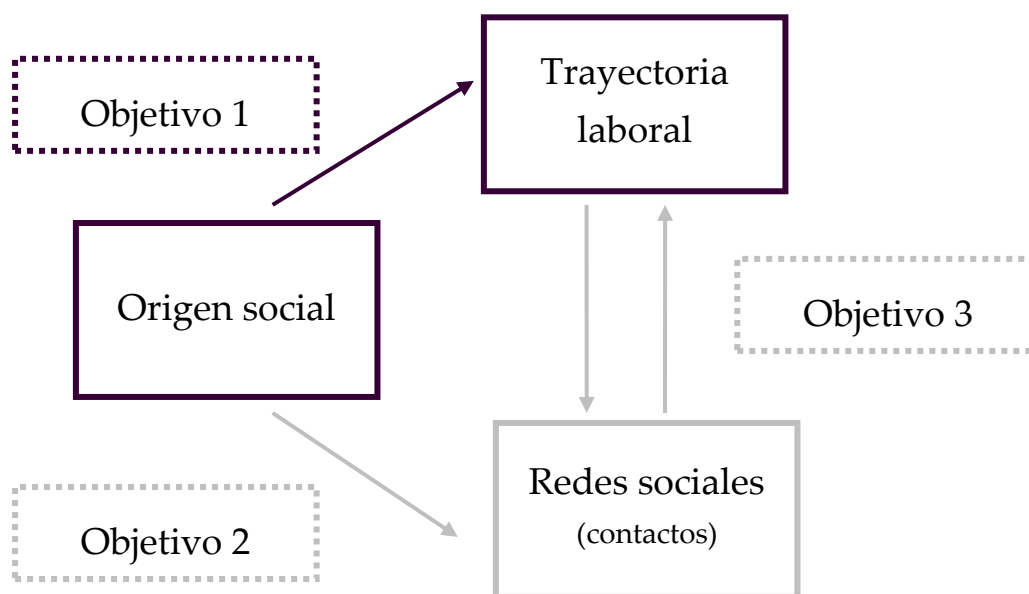 Objetivo 1
Trayectoria
laboral
Origen social
Objetivo 3
Redes sociales
(contactos)
Objetivo 2